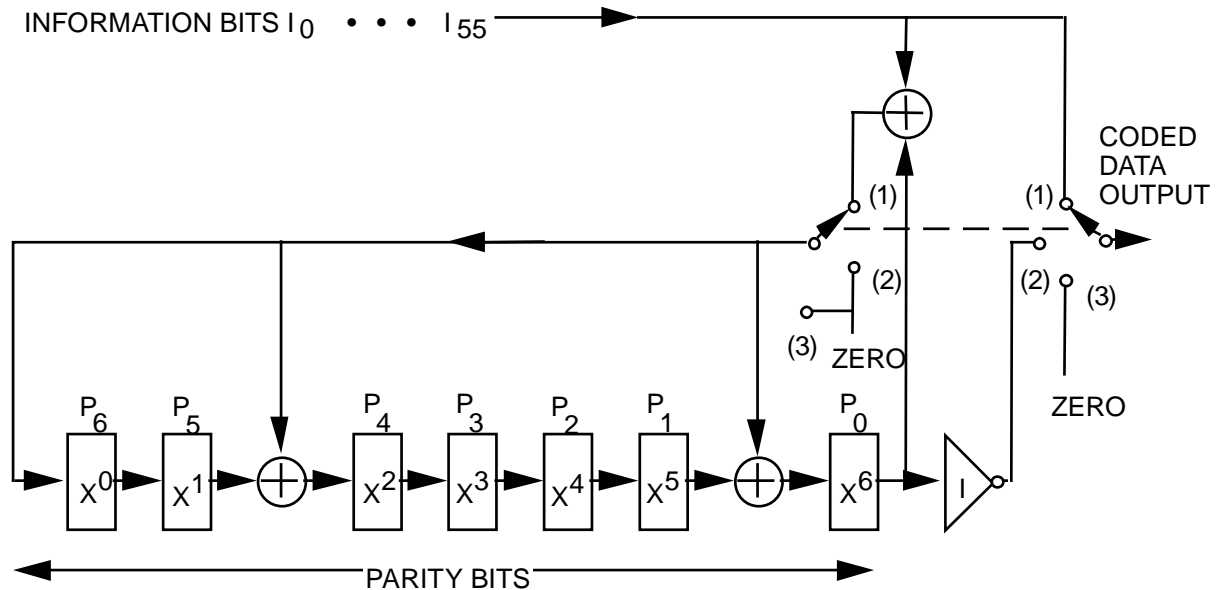 INFORMATION BITS I0 • • • I55
CODED
DATA
OUTPUT
(1)
(1)
(2)
(2)
(3)
(3)
ZERO
ZERO
P6
P5
P4
P3
P2
P1
P0
X0
X1
X2
X3
X4
X5
X6
I
PARITY BITS